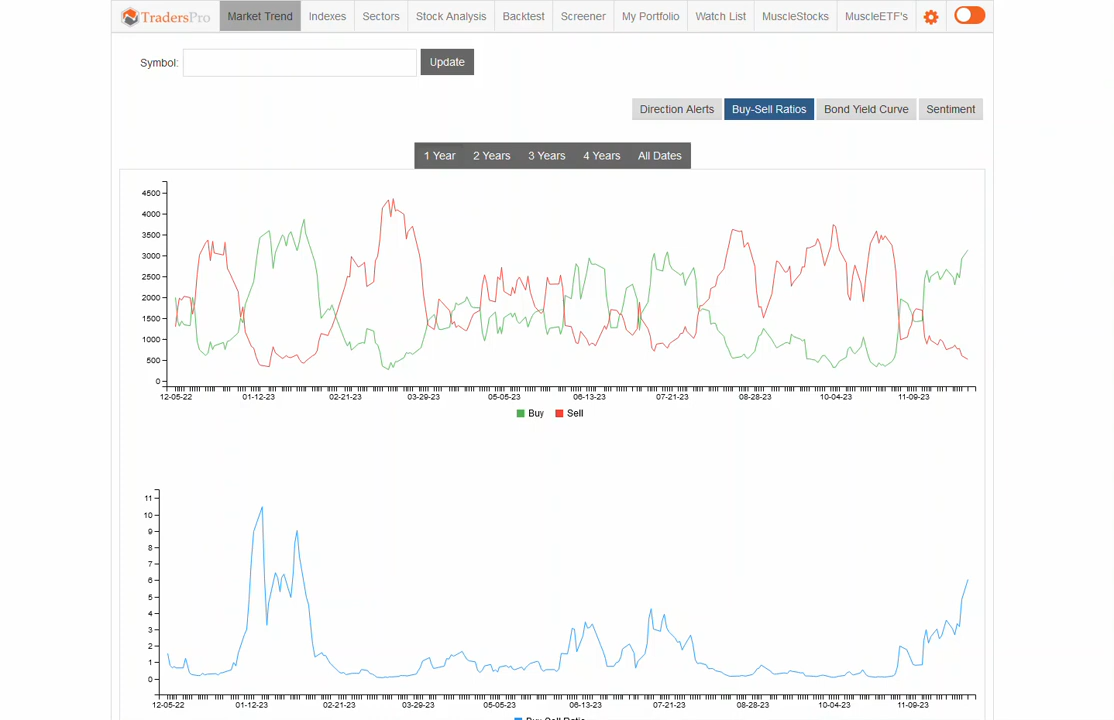 TradersPro Market Trend Indexes Sectors Stock Analysis Backtest Screener My Portfolio Watch List MuscleStocks MuscleETF's
Symbol: Update
Direction Alerts Buy-Sell Ratios Bond Yield Curve Sentiment
1 Year 2 Years 3 Years 4 Years All Dates
4500
4000
3500
3000
2500
2000
1500
1000
500
0
12-05-22 01-12-23 02-21-23 03-29-23 05-05-23 06-13-23 07-21-23 08-28-23 10-04-23 11-09-23
Buy Sell
11
10
9
8
7
6
5
4
3
2
1
0
12-05-22 01-12-23 02-21-23 03-29-23 05-05-23 06-13-23 07-21-23 08-28-23 10-04-23 11-09-23
Buy-Sell Ratio